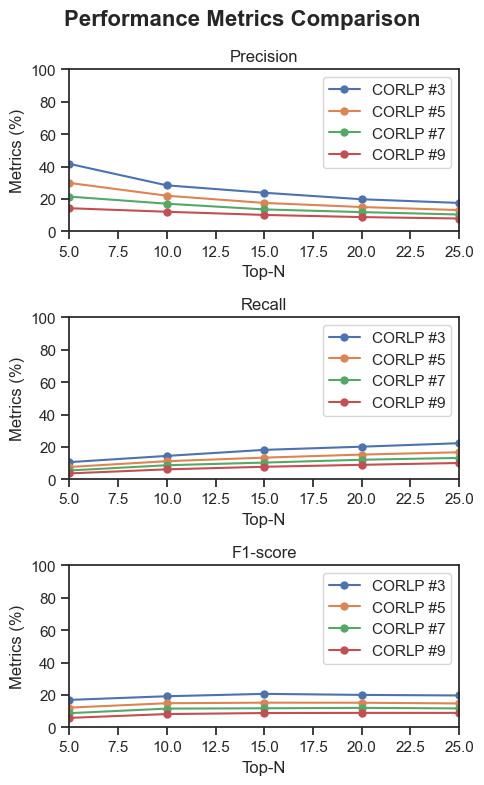 Performance Metrics Comparison
Precision
Metrics (%)
100
80
60
40
20
0
CORLP #3
CORLP #5
CORLP #7
CORLP #9
5.0 7.5 10.0 12.5 15.0 17.5 20.0 22.5 25.0
Top-N
Recall
Metrics (%)
100
80
60
40
20
0
CORLP #3
CORLP #5
CORLP #7
CORLP #9
5.0 7.5 10.0 12.5 15.0 17.5 20.0 22.5 25.0
Top-N
F1-score
Metrics (%)
100
80
60
40
20
0
CORLP #3
CORLP #5
CORLP #7
CORLP #9
5.0 7.5 10.0 12.5 15.0 17.5 20.0 22.5 25.0
Top-N